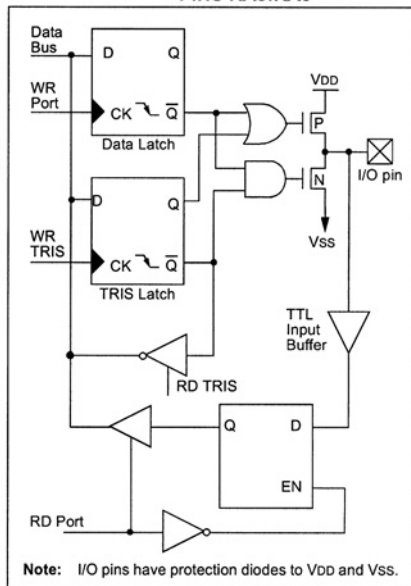 Data
Bus
D
Q
WR
Port
CK
Q
Data Latch
VDD
P
I/O pin
N
VSS
D
Q
WR
TRIS
CK
Q
TRIS Latch
TTL
Input
Buffer
RD TRIS
Q
D
EN
RD Port
Note: I/O pins have protection diodes to VDD and VSS.